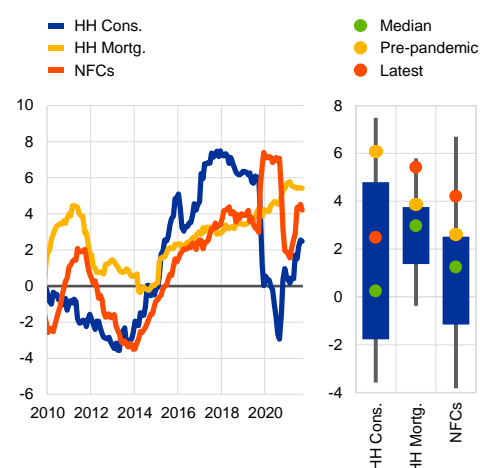 HH Cons.
HH Mortg.
NFCs
Median
Pre-pandemic
Latest
10
8
6
4
2
0
-2
-4
-6
2010 2012 2014 2016 2018 2020
8
6
4
2
0
-2
-4
HH Cons.
HH Mortg.
NFCs